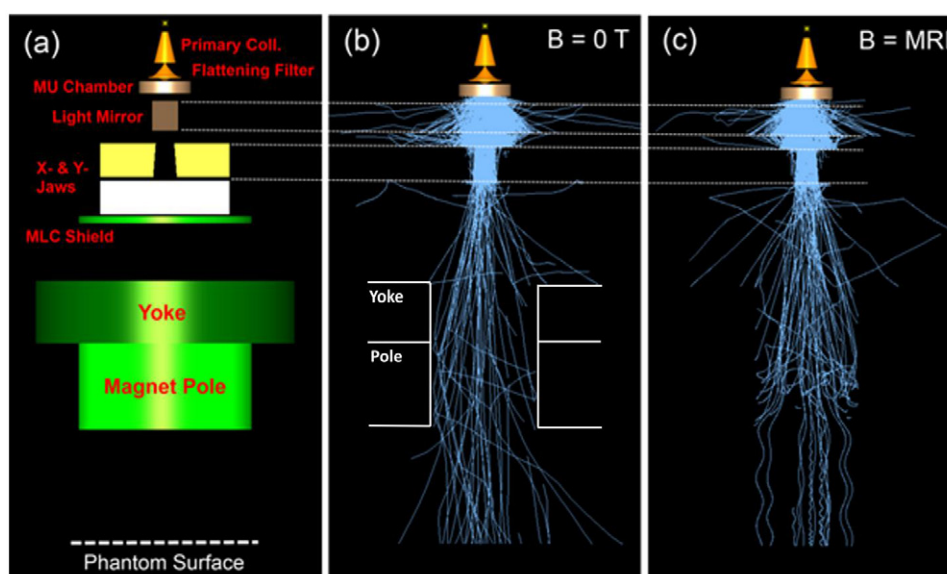 (a)
Primary Coll.
Flattening Filter
MU Chamber
Light Mirror
X- & Y-
Jaws
MLC Shield
Yoke
Magnet Pole
Phantom Surface
(b)
B = 0 T
Yoke
Pole
(c)
B = MRI